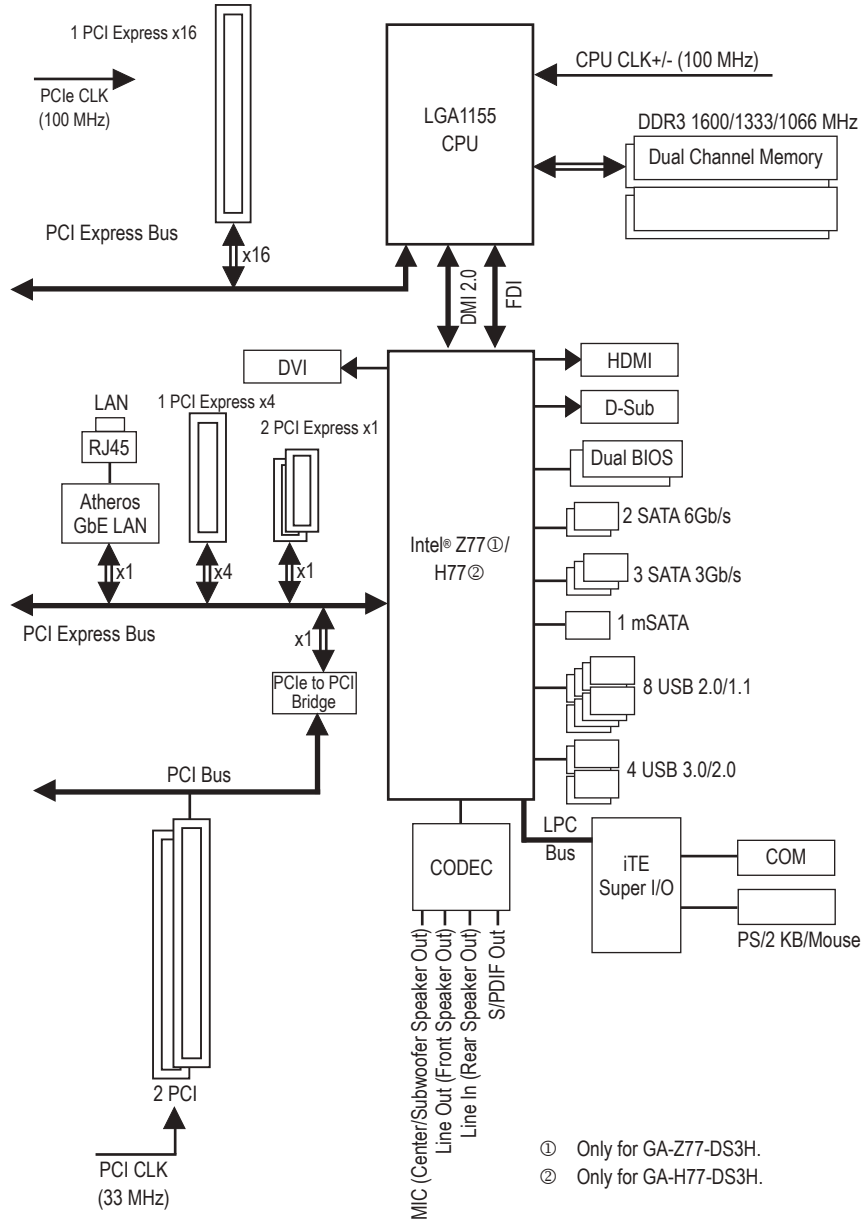 1 PCI Express x16
PCIe CLK
(100 MHz)
CPU CLK+/- (100 MHz)
LGA1155
CPU
DDR3 1600/1333/1066 MHz
Dual Channel Memory
PCI Express Bus
x16
DMI 2.0
FDI
DVI
HDMI
D-Sub
LAN
RJ45
Atheros
GbE LAN
1 PCI Express x4
2 PCI Express x1
Dual BIOS
2 SATA 6Gb/s
Intel® Z77①/
H77②
x1
x4
x1
3 SATA 3Gb/s
1 mSATA
PCI Express Bus
x1
PCIe to PCI
Bridge
8 USB 2.0/1.1
4 USB 3.0/2.0
PCI Bus
LPC
Bus
CODEC
iTE
Super I/O
COM
PS/2 KB/Mouse
MIC (Center/Subwoofer Speaker Out)
Line Out (Front Speaker Out)
Line In (Rear Speaker Out)
S/PDIF Out
2 PCI
PCI CLK
(33 MHz)
① Only for GA-Z77-DS3H.
② Only for GA-H77-DS3H.